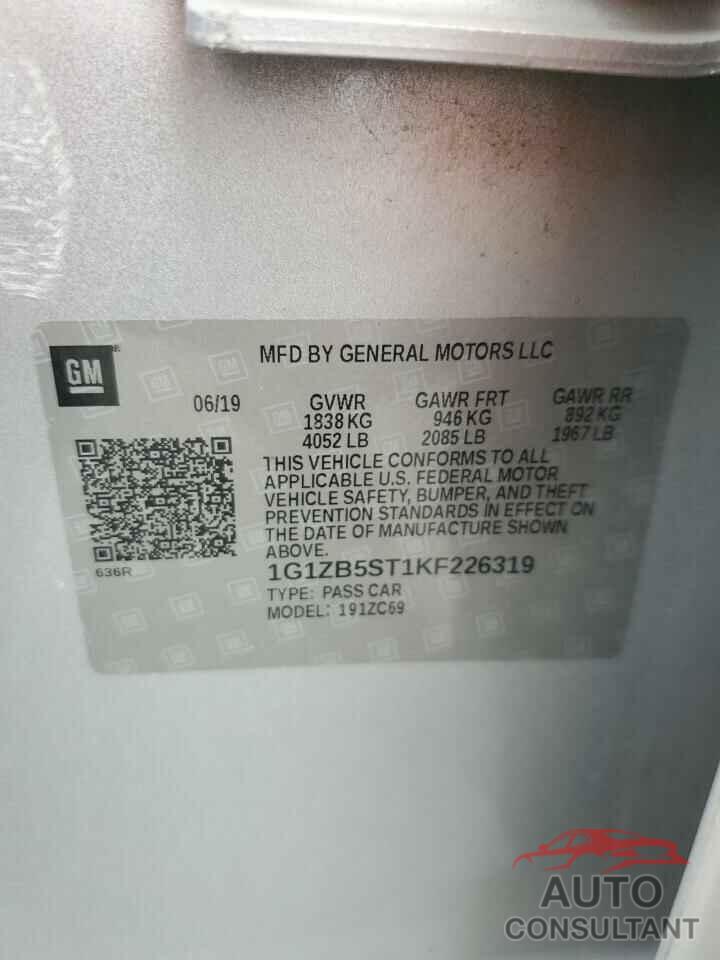 GM
MFD BY GENERAL MOTORS LLC
06/19 GVWR GAWR FRT GAWR RR
1838 KG 946 KG 892 KG
4052 LB 2085 LB 1967 LB
THIS VEHICLE CONFORMS TO ALL
APPLICABLE U.S. FEDERAL MOTOR
VEHICLE SAFETY, BUMPER, AND THEFT
PREVENTION STANDARDS IN EFFECT ON
THE DATE OF MANUFACTURE SHOWN
ABOVE.
636R
1G1ZB5ST1KF226319
TYPE: PASS CAR
MODEL: 191ZC69
AUTO
CONSULTANT